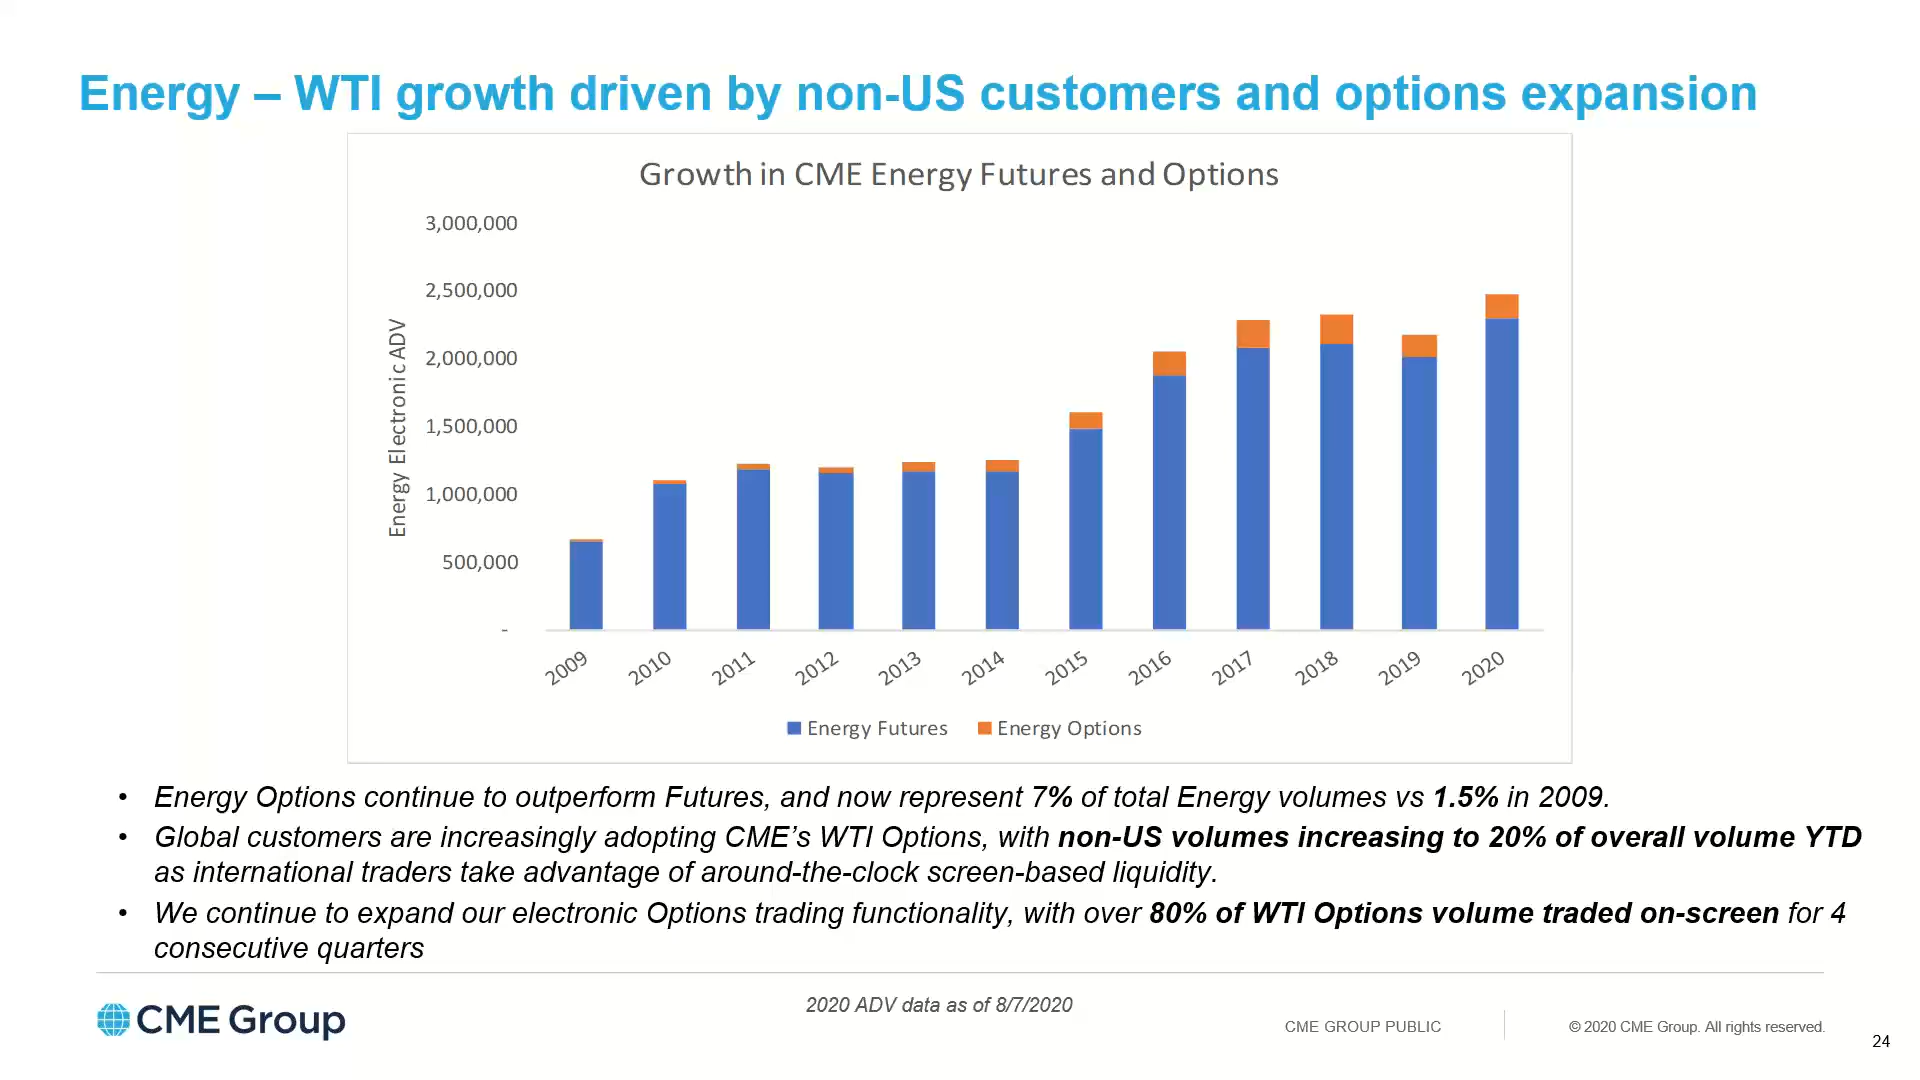 Energy – WTI growth driven by non-US customers and options expansion
Growth in CME Energy Futures and Options
Energy Electronic ADV
3,000,000
2,500,000
2,000,000
1,500,000
1,000,000
500,000
-
2009 2010 2011 2012 2013 2014 2015 2016 2017 2018 2019 2020
Energy Futures Energy Options
• Energy Options continue to outperform Futures, and now represent 7% of total Energy volumes vs 1.5% in 2009.
• Global customers are increasingly adopting CME’s WTI Options, with non-US volumes increasing to 20% of overall volume YTD
as international traders take advantage of around-the-clock screen-based liquidity.
• We continue to expand our electronic Options trading functionality, with over 80% of WTI Options volume traded on-screen for 4
consecutive quarters
CME Group
2020 ADV data as of 8/7/2020
CME GROUP PUBLIC
© 2020 CME Group. All rights reserved.
24